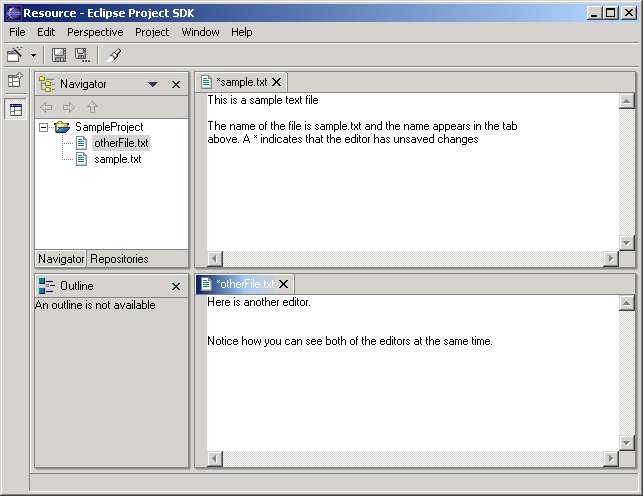 Resource - Eclipse Project SDK
File Edit Perspective Project Window Help
Navigator
SampleProject
otherFile.txt
sample.txt
Navigator Repositories
*sample.txt
This is a sample text file
The name of the file is sample.txt and the name appears in the tab
above. A * indicates that the editor has unsaved changes
Outline
An outline is not available
*otherFile.txt
Here is another editor.
Notice how you can see both of the editors at the same time.